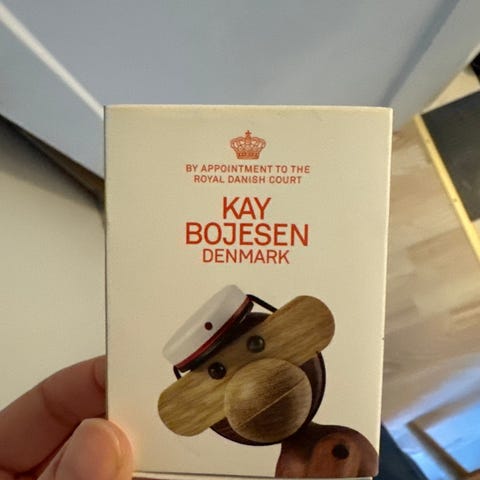 BY APPOINTMENT TO THE
ROYAL DANISH COURT
KAY
BOJESEN
DENMARK